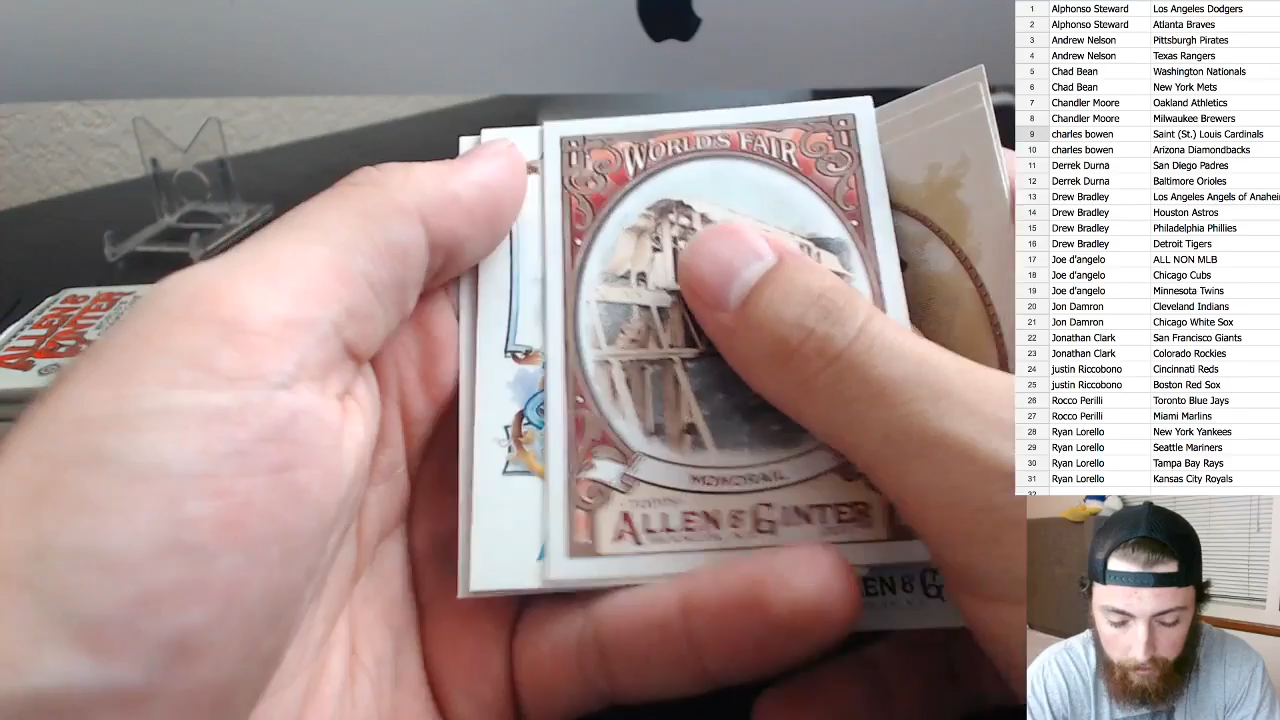 WORLD'S FAIR
MONORAIL
TOPPS
ALLEN & GINTER
ALLEN &
GINTER
EN & G
1 Alphonso Steward Los Angeles Dodgers
2 Alphonso Steward Atlanta Braves
3 Andrew Nelson Pittsburgh Pirates
4 Andrew Nelson Texas Rangers
5 Chad Bean Washington Nationals
6 Chad Bean New York Mets
7 Chandler Moore Oakland Athletics
8 Chandler Moore Milwaukee Brewers
9 charles bowen Saint (St.) Louis Cardinals
10 charles bowen Arizona Diamondbacks
11 Derrek Durna San Diego Padres
12 Derrek Durna Baltimore Orioles
13 Drew Bradley Los Angeles Angels of Anahei
14 Drew Bradley Houston Astros
15 Drew Bradley Philadelphia Phillies
16 Drew Bradley Detroit Tigers
17 Joe d'angelo ALL NON MLB
18 Joe d'angelo Chicago Cubs
19 Joe d'angelo Minnesota Twins
20 Jon Damron Cleveland Indians
21 Jon Damron Chicago White Sox
22 Jonathan Clark San Francisco Giants
23 Jonathan Clark Colorado Rockies
24 justin Riccobono Cincinnati Reds
25 justin Riccobono Boston Red Sox
26 Rocco Perilli Toronto Blue Jays
27 Rocco Perilli Miami Marlins
28 Ryan Lorello New York Yankees
29 Ryan Lorello Seattle Mariners
30 Ryan Lorello Tampa Bay Rays
31 Ryan Lorello Kansas City Royals